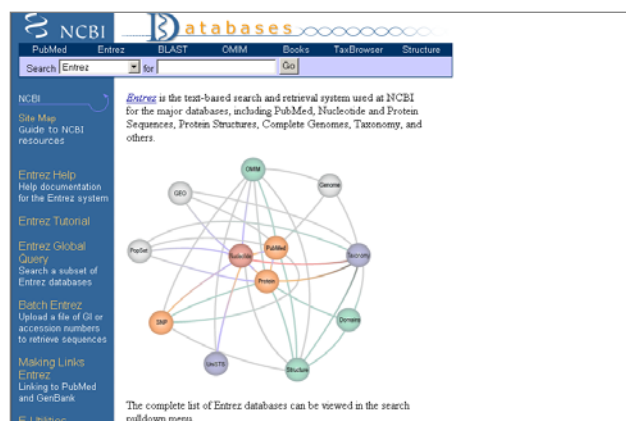 NCBI
Databases
PubMed Entrez BLAST OMIM Books TaxBrowser Structure
Search Entrez for Go
NCBI
Site Map
Guide to NCBI
resources
Entrez Help
Help documentation
for the Entrez system
Entrez Tutorial
Entrez Global
Query
Search a subset of
Entrez databases
Batch Entrez
Upload a file of GI or
accession numbers
to retrieve sequences
Making Links
Entrez
Linking to PubMed
and GenBank
E-Utilities
Entrez is the text-based search and retrieval system used at NCBI
for the major databases, including PubMed, Nucleotide and Protein
Sequences, Protein Structures, Complete Genomes, Taxonomy, and
others.
OMIM
Genome
GEO
PopSet
Nucleotide
PubMed
Taxonomy
Protein
SNP
Domains
UniSTS
Structure
The complete list of Entrez databases can be viewed in the search
pulldown menu